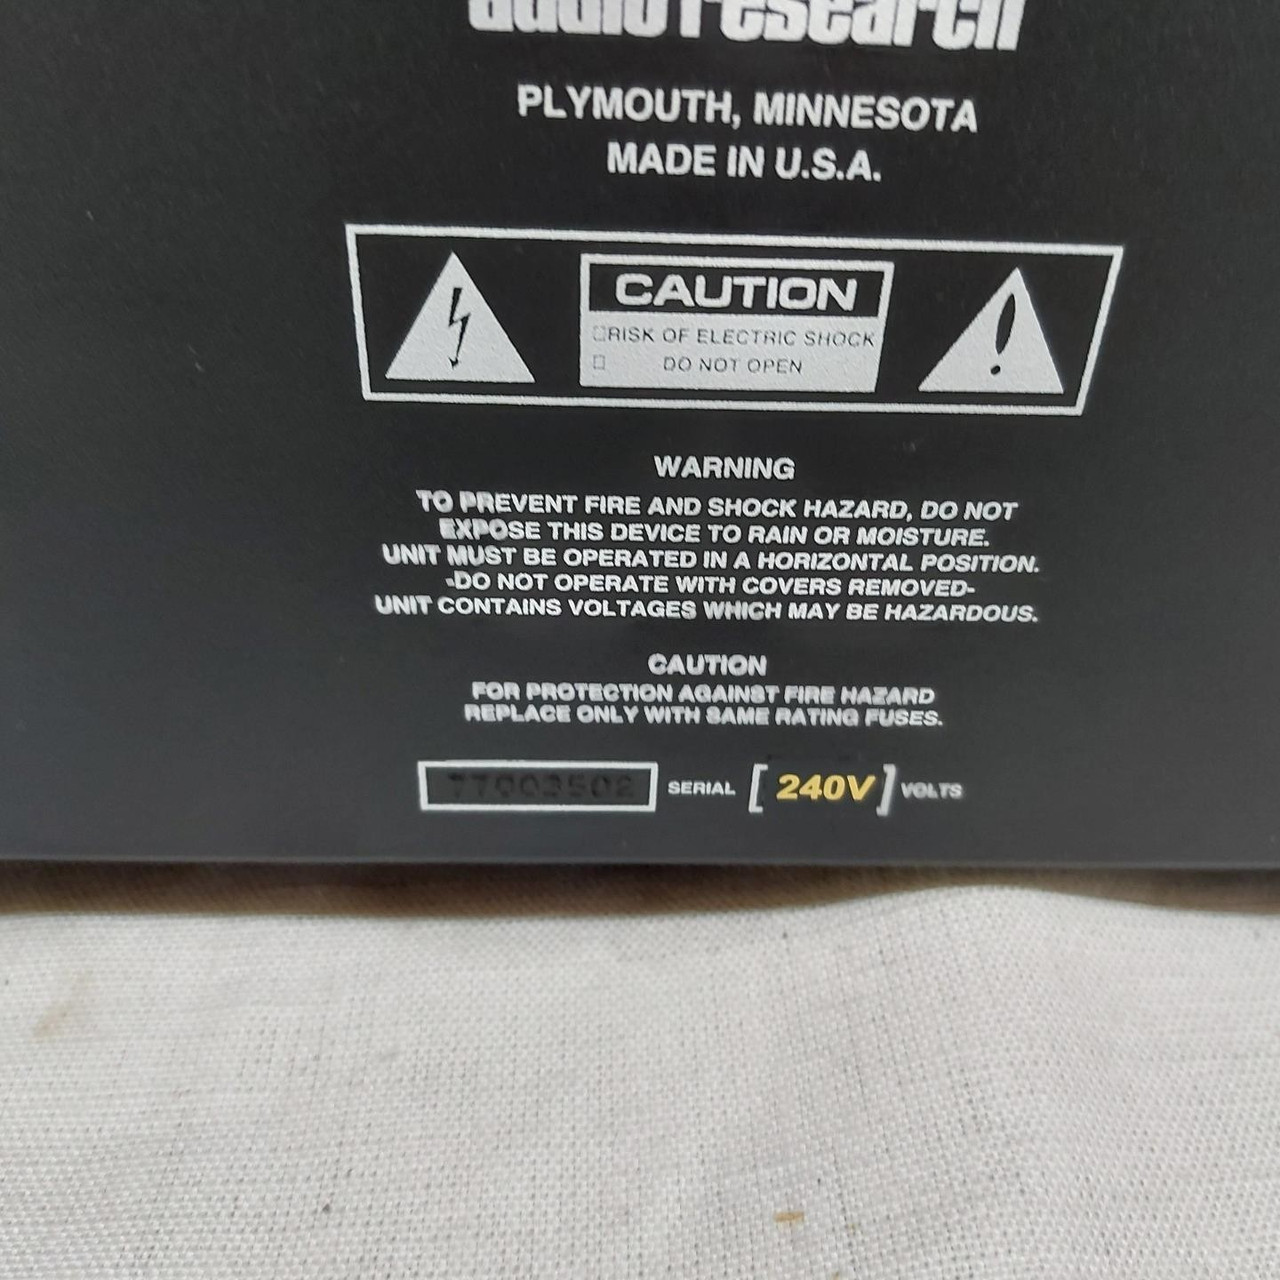 audio research
PLYMOUTH, MINNESOTA
MADE IN U.S.A.
CAUTION
RISK OF ELECTRIC SHOCK
DO NOT OPEN
WARNING
TO PREVENT FIRE AND SHOCK HAZARD, DO NOT
EXPOSE THIS DEVICE TO RAIN OR MOISTURE.
UNIT MUST BE OPERATED IN A HORIZONTAL POSITION.
-DO NOT OPERATE WITH COVERS REMOVED-
UNIT CONTAINS VOLTAGES WHICH MAY BE HAZARDOUS.
CAUTION
FOR PROTECTION AGAINST FIRE HAZARD
REPLACE ONLY WITH SAME RATING FUSES.
77003502 SERIAL [240V] VOLTS